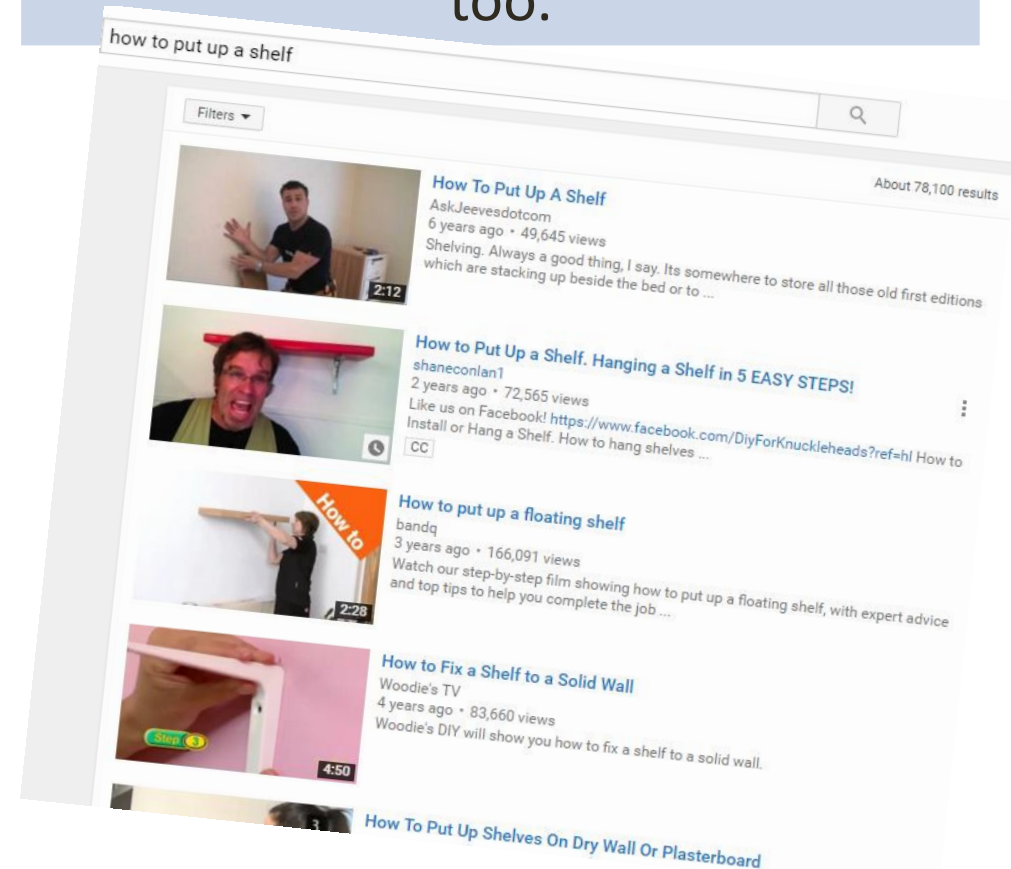 too.
how to put up a shelf
Filters
About 78,100 results
How To Put Up A Shelf
AskJeevesdotcom
6 years ago • 49,645 views
Shelving. Always a good thing, I say. Its somewhere to store all those old first editions
which are stacking up beside the bed or to ...
2:12
How to Put Up a Shelf. Hanging a Shelf in 5 EASY STEPS!
shaneconlan1
2 years ago • 72,565 views
Like us on Facebook! https://www.facebook.com/DiyForKnuckleheads?ref=hl How to
Install or Hang a Shelf. How to hang shelves ...
CC
How to
How to put up a floating shelf
bandq
3 years ago • 166,091 views
Watch our step-by-step film showing how to put up a floating shelf, with expert advice
and top tips to help you complete the job ...
2:28
How to Fix a Shelf to a Solid Wall
Woodie's TV
4 years ago • 83,660 views
Woodie's DIY will show you how to fix a shelf to a solid wall.
Step 3
4:50
How To Put Up Shelves On Dry Wall Or Plasterboard